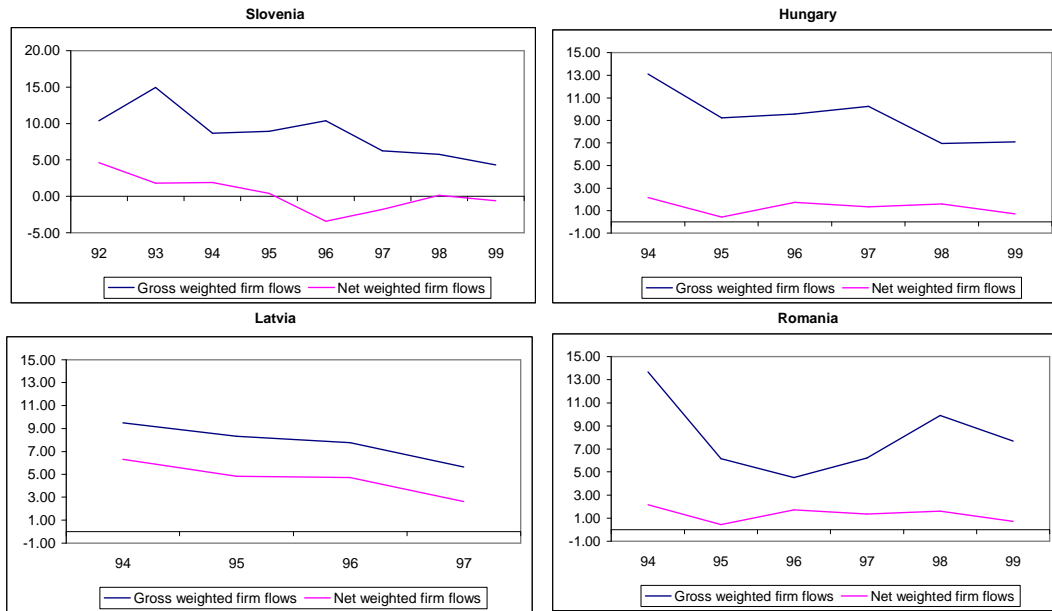 Slovenia
20.00
15.00
10.00
5.00
0.00
-5.00
92 93 94 95 96 97 98 99
Gross weighted firm flows Net weighted firm flows
Hungary
15.00
13.00
11.00
9.00
7.00
5.00
3.00
1.00
-1.00
94 95 96 97 98 99
Gross weighted firm flows Net weighted firm flows
Latvia
15.00
13.00
11.00
9.00
7.00
5.00
3.00
1.00
-1.00
94 95 96 97
Gross weighted firm flows Net weighted firm flows
Romania
15.00
13.00
11.00
9.00
7.00
5.00
3.00
1.00
-1.00
94 95 96 97 98 99
Gross weighted firm flows Net weighted firm flows